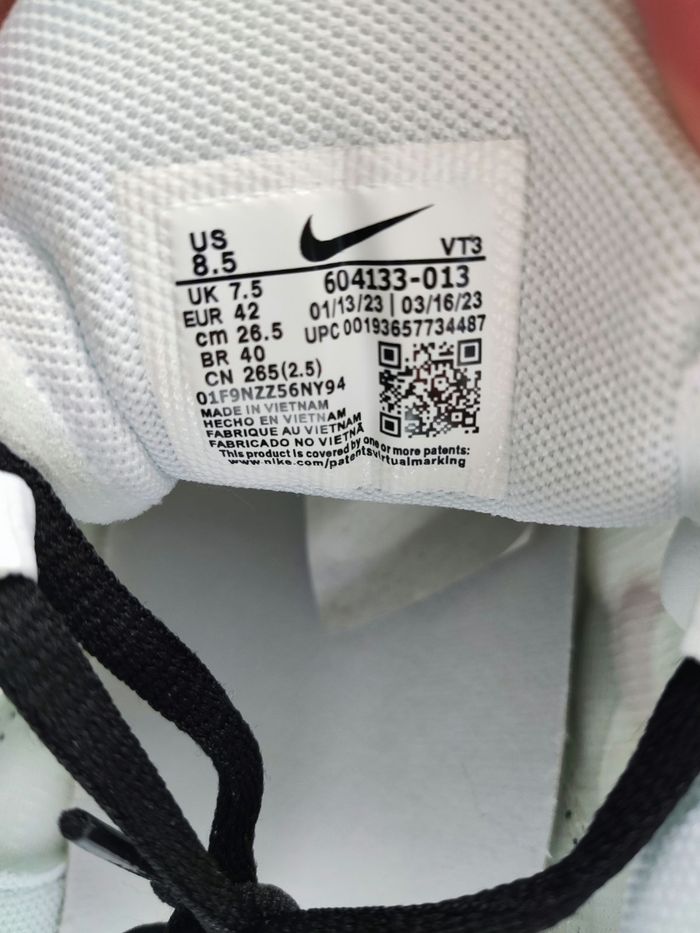 US
8.5
VT3
UK 7.5
EUR 42
cm 26.5
BR 40
CN 265(2.5)
604133-013
01/13/23 | 03/16/23
UPC 00193657734487
01F9NZZ56NY94
MADE IN VIETNAM
HECHO EN VIETNAM
FABRIQUE AU VIETNAM
FABRICADO NO VIETNÃ
This product is covered by one or more patents:
www.nike.com/patentsvirtualmarking